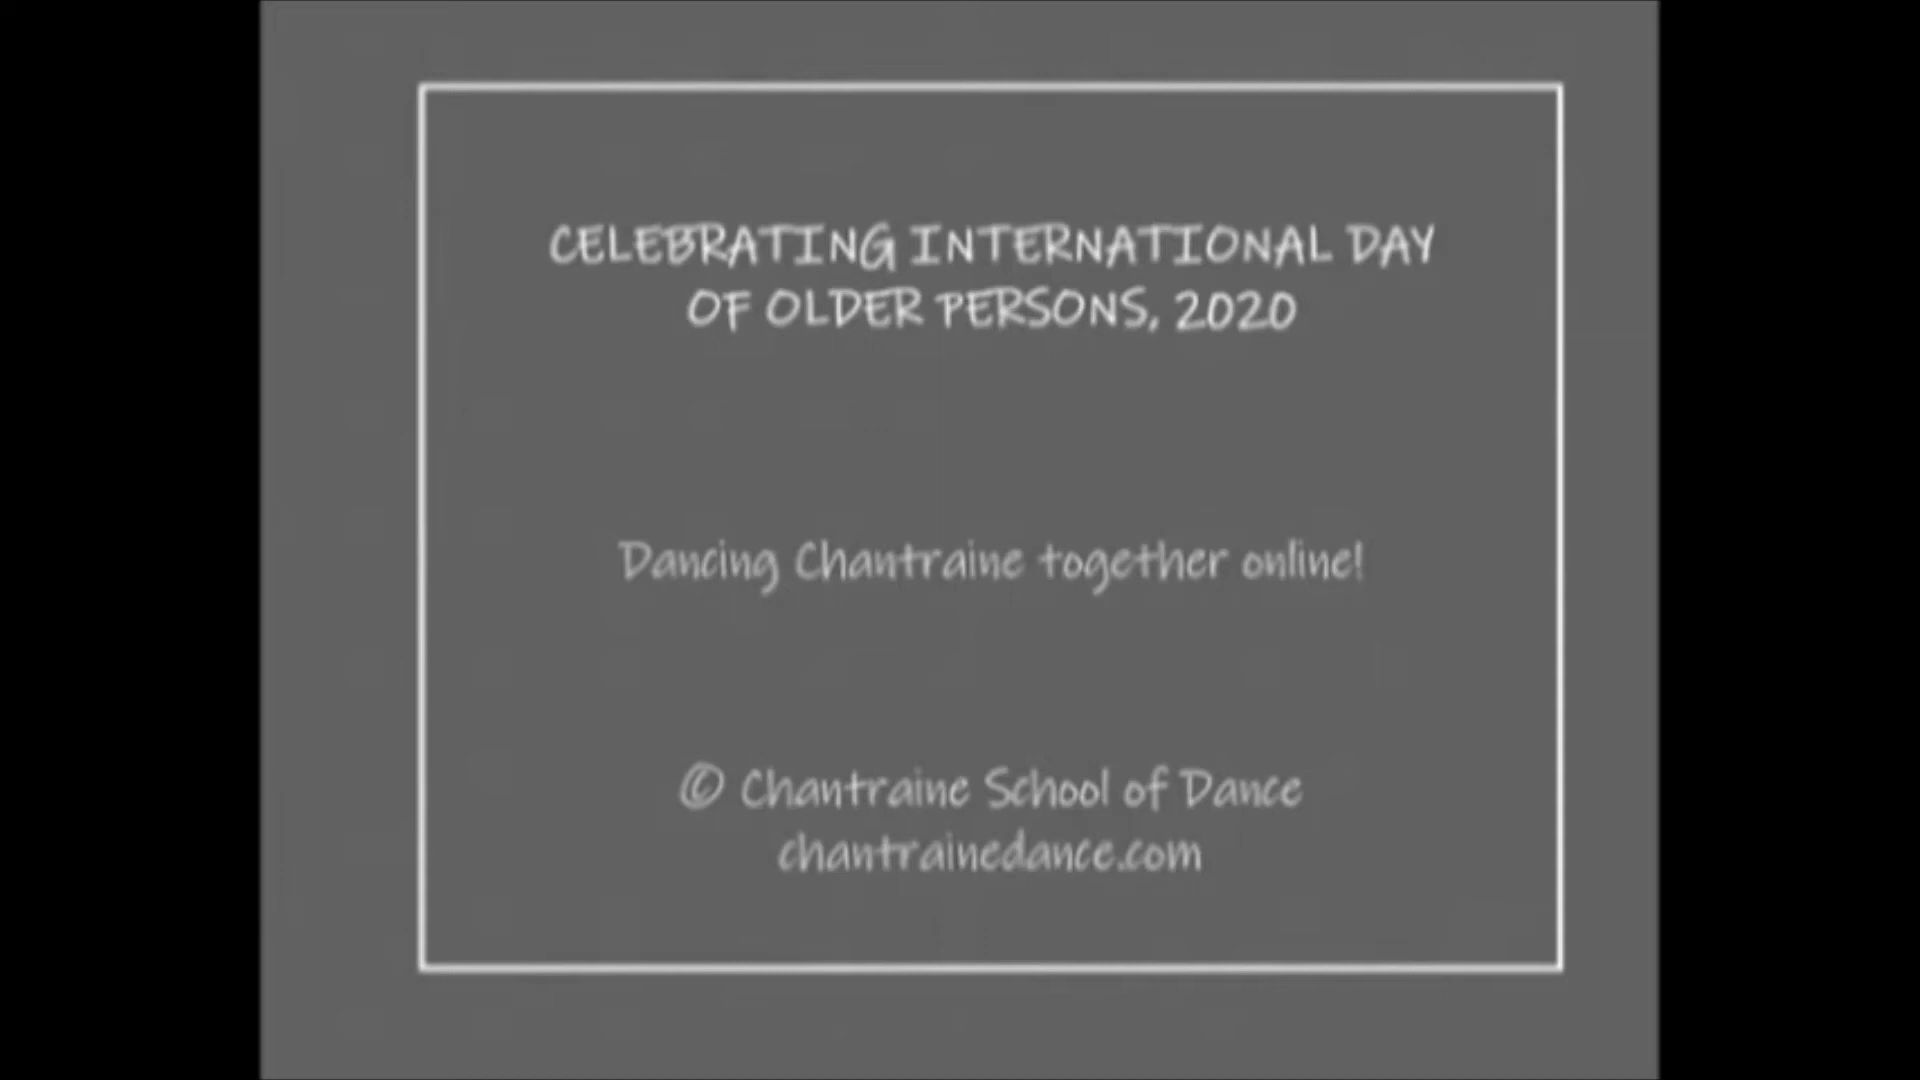 CELEBRATING INTERNATIONAL DAY
OF OLDER PERSONS, 2020
Dancing Chantraine together online!
© Chantraine School of Dance
chantrainedance.com